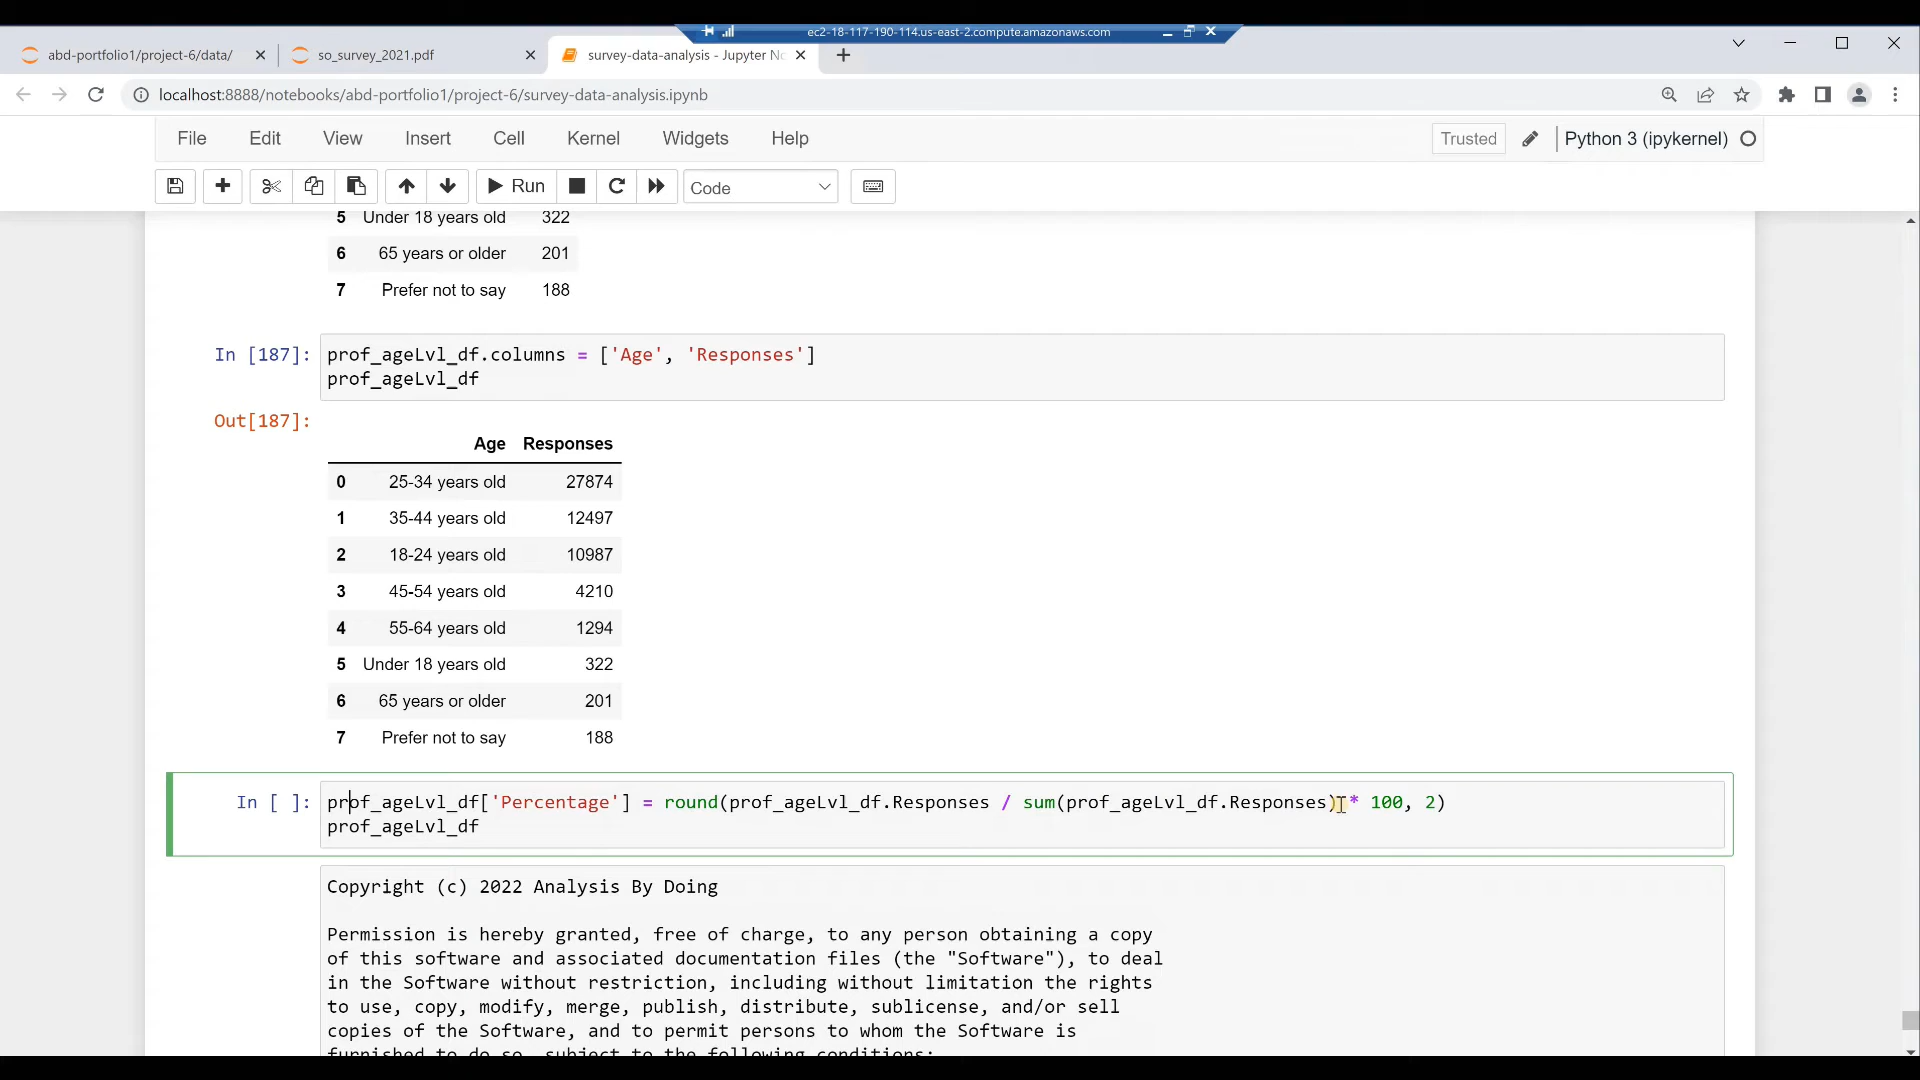 ec2-18-117-190-114.us-east-2.compute.amazonaws.com
abd-portfolio1/project-6/data/
so_survey_2021.pdf
survey-data-analysis - Jupyter No
localhost:8888/notebooks/abd-portfolio1/project-6/survey-data-analysis.ipynb
File Edit View Insert Cell Kernel Widgets Help Trusted Python 3 (ipykernel)
Run Code
5 Under 18 years old 322
6 65 years or older 201
7 Prefer not to say 188
In [187]: prof_ageLvl_df.columns = ['Age', 'Responses']
prof_ageLvl_df
Out[187]:
Age Responses
0 25-34 years old 27874
1 35-44 years old 12497
2 18-24 years old 10987
3 45-54 years old 4210
4 55-64 years old 1294
5 Under 18 years old 322
6 65 years or older 201
7 Prefer not to say 188
In [ ]: prof_ageLvl_df['Percentage'] = round(prof_ageLvl_df.Responses / sum(prof_ageLvl_df.Responses) * 100, 2)
prof_ageLvl_df
Copyright (c) 2022 Analysis By Doing
Permission is hereby granted, free of charge, to any person obtaining a copy
of this software and associated documentation files (the "Software"), to deal
in the Software without restriction, including without limitation the rights
to use, copy, modify, merge, publish, distribute, sublicense, and/or sell
copies of the Software, and to permit persons to whom the Software is
furnished to do so, subject to the following conditions: